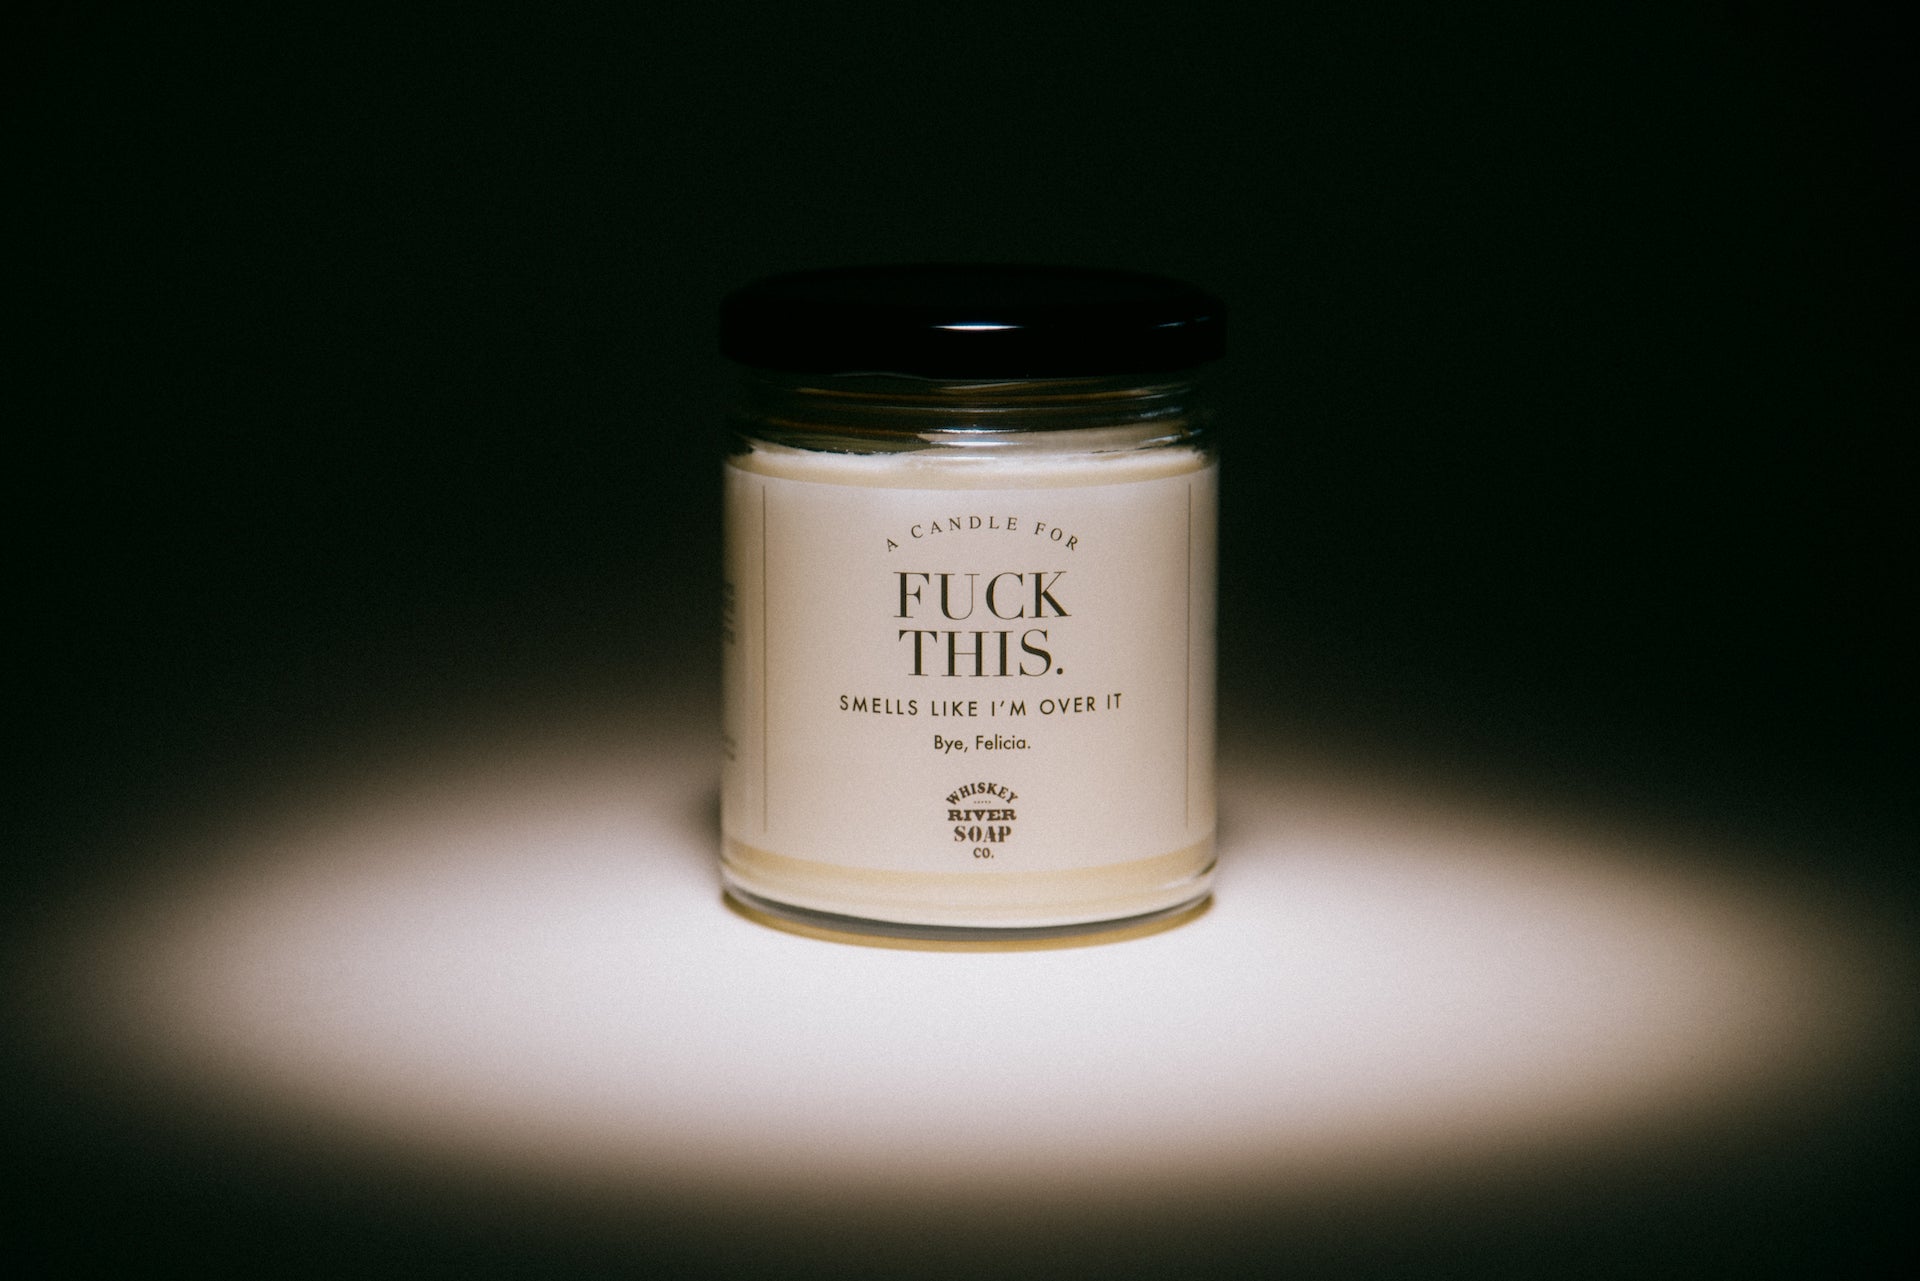 A CANDLE FOR
FUCK
THIS.
SMELLS LIKE I'M OVER IT
Bye, Felicia.
WHISKEY
RIVER
SOAP
CO.